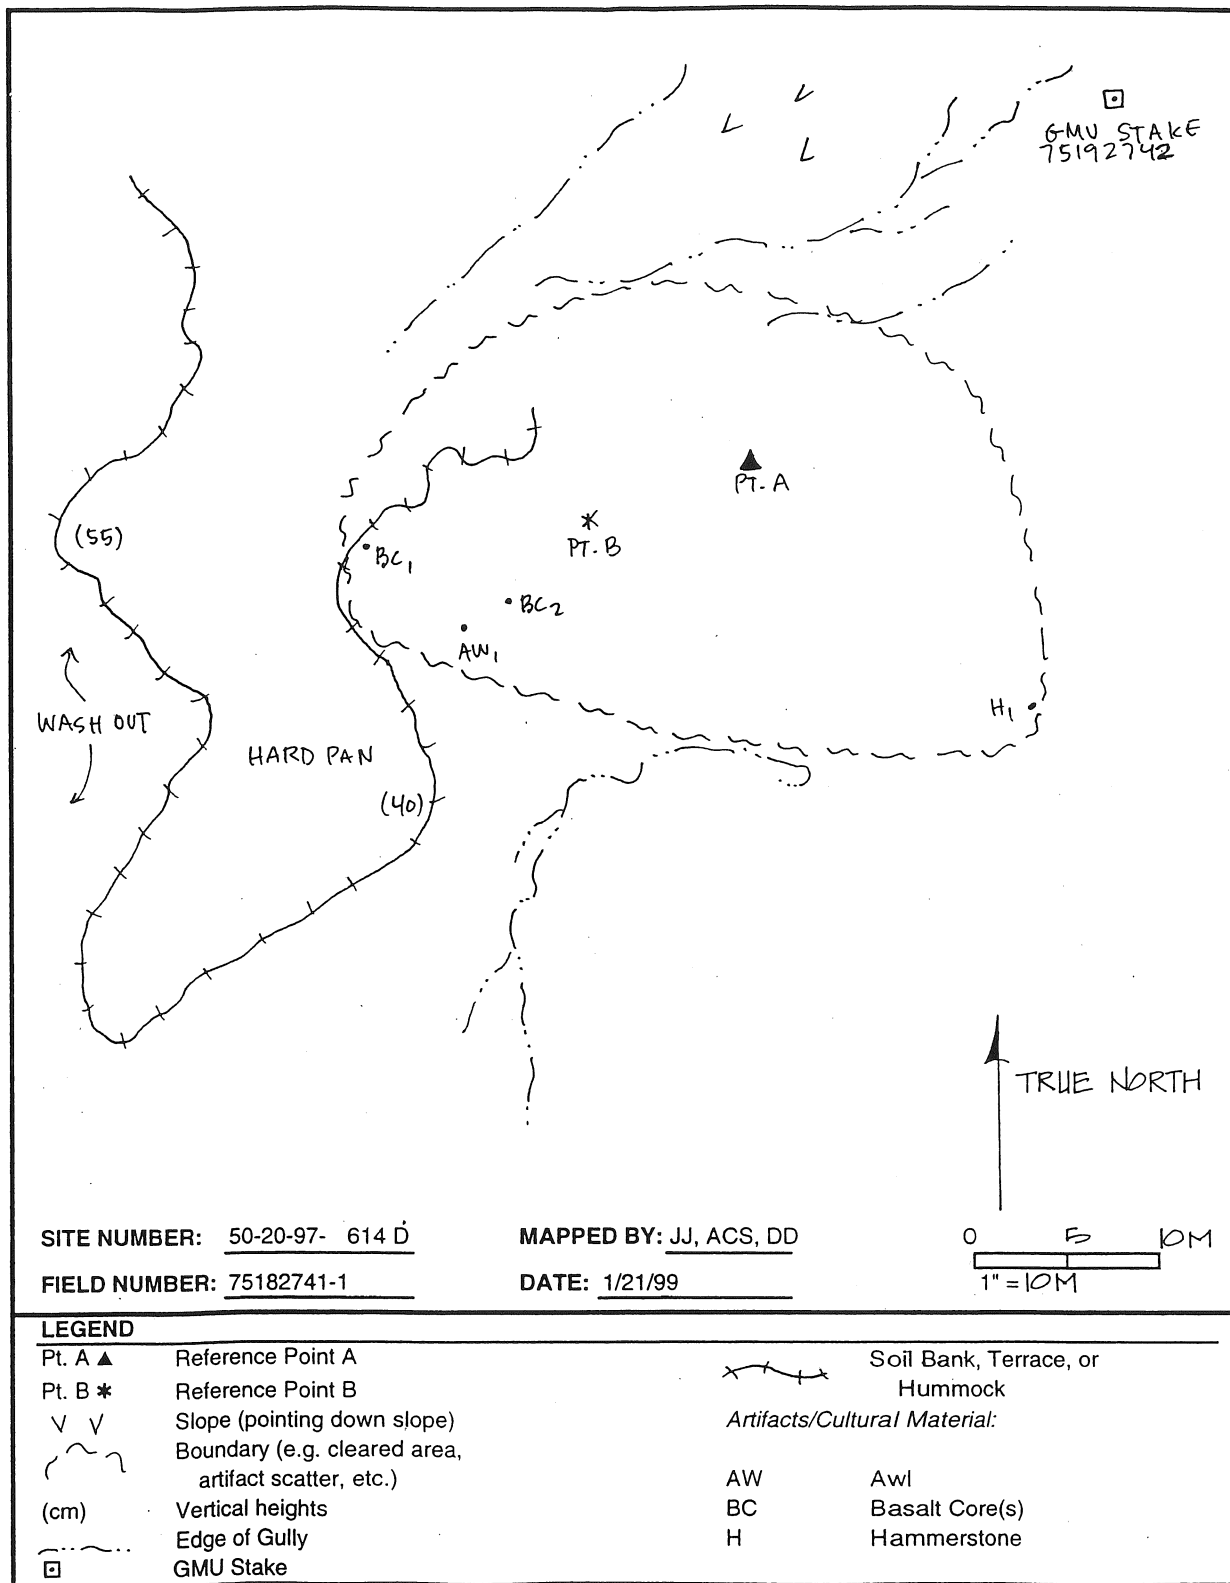 GMU STAKE
75192742
PT. A
PT. B
(55)
BC1
BC2
AW1
H1
WASH OUT
HARD PAN
(40)
TRUE NORTH
SITE NUMBER: 50-20-97- 614 D
MAPPED BY: JJ, ACS, DD
0 5 10M
FIELD NUMBER: 75182741-1
DATE: 1/21/99
1" = 10M
LEGEND
Pt. A ▲ Reference Point A
Pt. B * Reference Point B
Slope (pointing down slope)
Boundary (e.g. cleared area,
artifact scatter, etc.)
(cm) Vertical heights
Edge of Gully
GMU Stake
Soil Bank, Terrace, or
Hummock
Artifacts/Cultural Material:
AW Awl
BC Basalt Core(s)
H Hammerstone